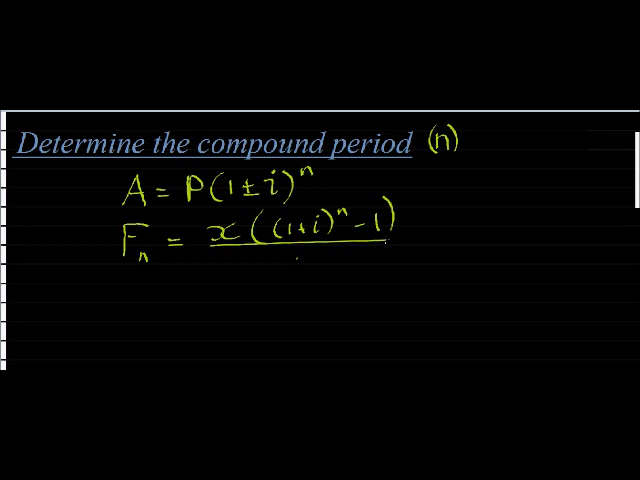 Determine the compound period (n)
A = P(1 ± i)^n
F_n = x((1+i)^n - 1)